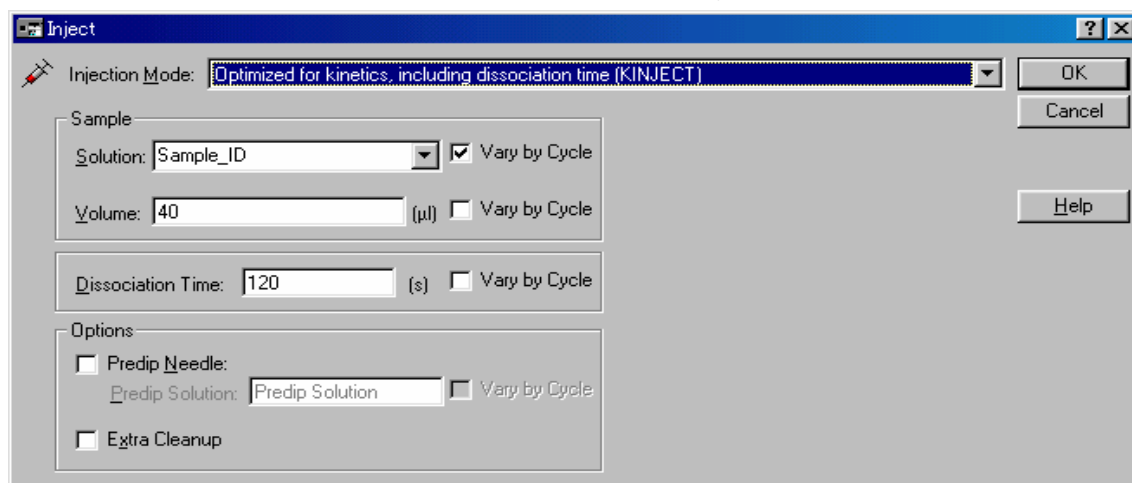 Inject
Injection Mode: Optimized for kinetics, including dissociation time (KINJECT)
OK
Cancel
Help
Sample
Solution: Sample_ID Vary by Cycle
Volume: 40 (µl) Vary by Cycle
Dissociation Time: 120 (s) Vary by Cycle
Options
Predip Needle:
Predip Solution: Predip Solution Vary by Cycle
Extra Cleanup